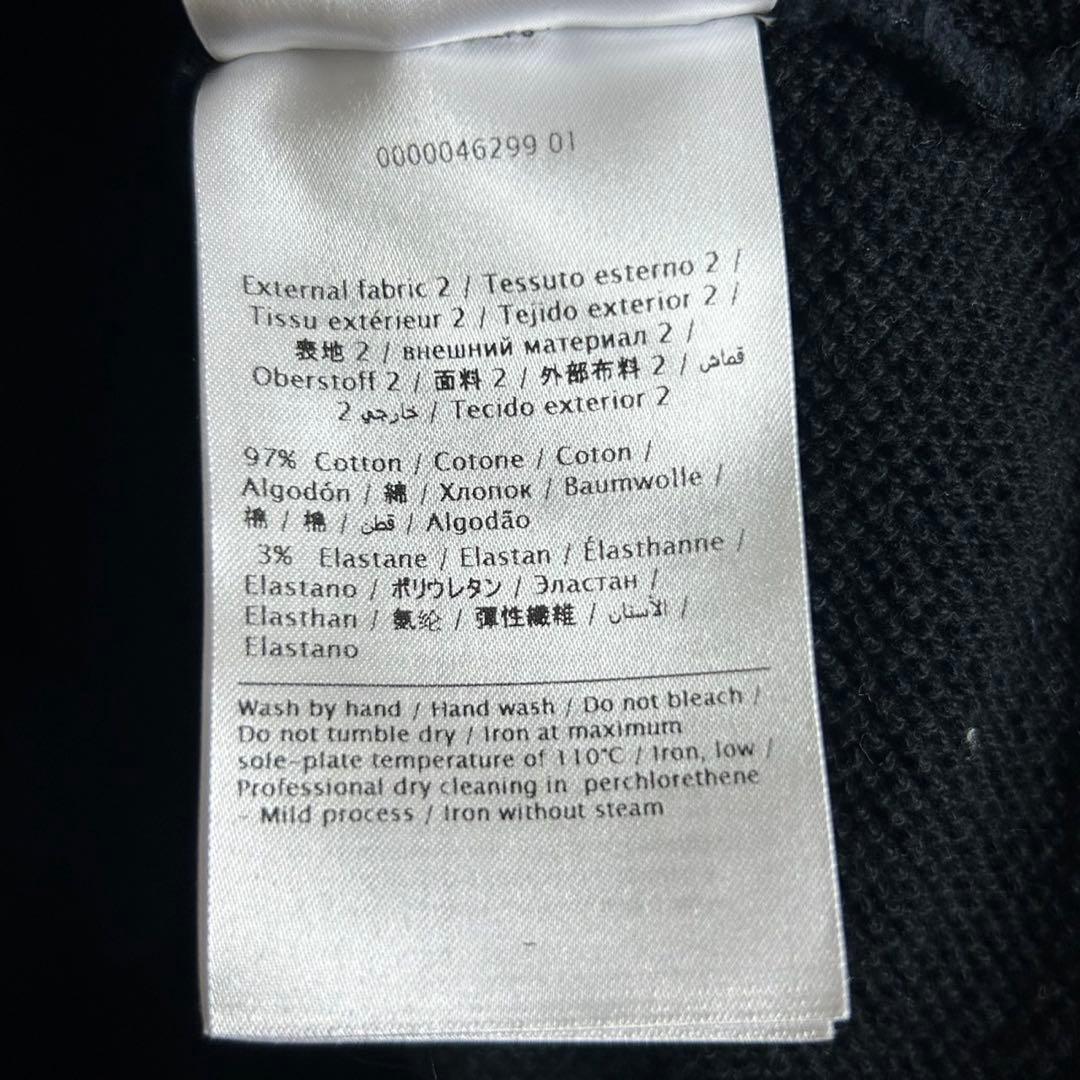 0000046299 01
External fabric 2 / Tessuto esterno 2 /
Tissu extérieur 2 / Tejido exterior 2 /
表地 2 / внешний материал 2 /
Oberstoff 2 / 面料 2 / 外部布料 2 / قماش
خارجي 2 / Tecido exterior 2
97% Cotton / Cotone / Coton /
Algodón / 綿 / Хлопок / Baumwolle /
棉 / 棉 / قطن / Algodão
3% Elastane / Elastan / Élasthanne /
Elastano / ポリウレタン / Эластан /
Elasthan / 氨纶 / 彈性纖維 / الأستان /
Elastano
Wash by hand / Hand wash / Do not bleach /
Do not tumble dry / Iron at maximum
sole-plate temperature of 110°C / Iron, low /
Professional dry cleaning in perchlorethene
- Mild process / Iron without steam